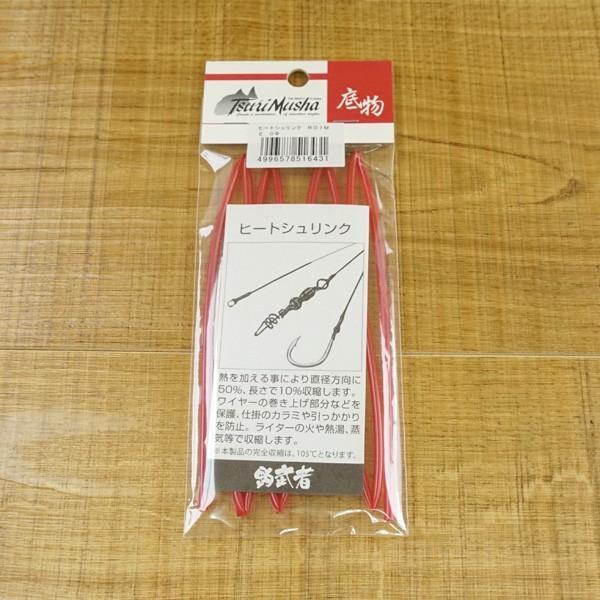 TsuriMusha
底物
ヒートシュリンク
4996578516431
ヒートシュリンク
熱を加える事により直径方向に
50%、長さで10%収縮します。
ワイヤーの巻き上げ部分などを
保護、仕掛のカラミや引っかかり
を防止。ライターの火や熱湯、蒸
気等で収縮します。
※本製品の完全収縮は、105℃となります。
釣武者